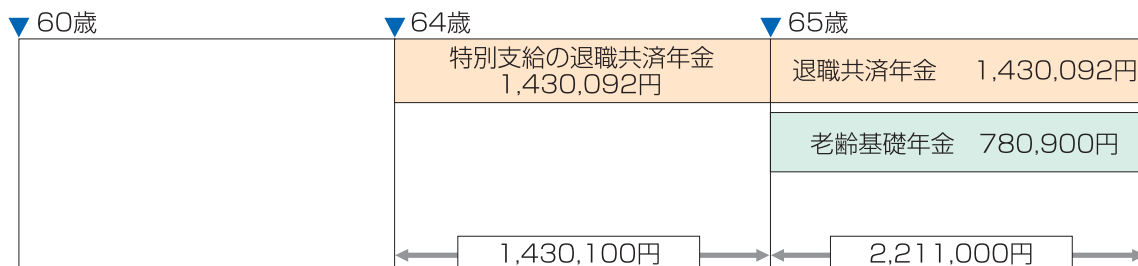 60歳
64歳
65歳
特別支給の退職共済年金
1,430,092円
退職共済年金 1,430,092円
老齢基礎年金 780,900円
1,430,100円
2,211,000円